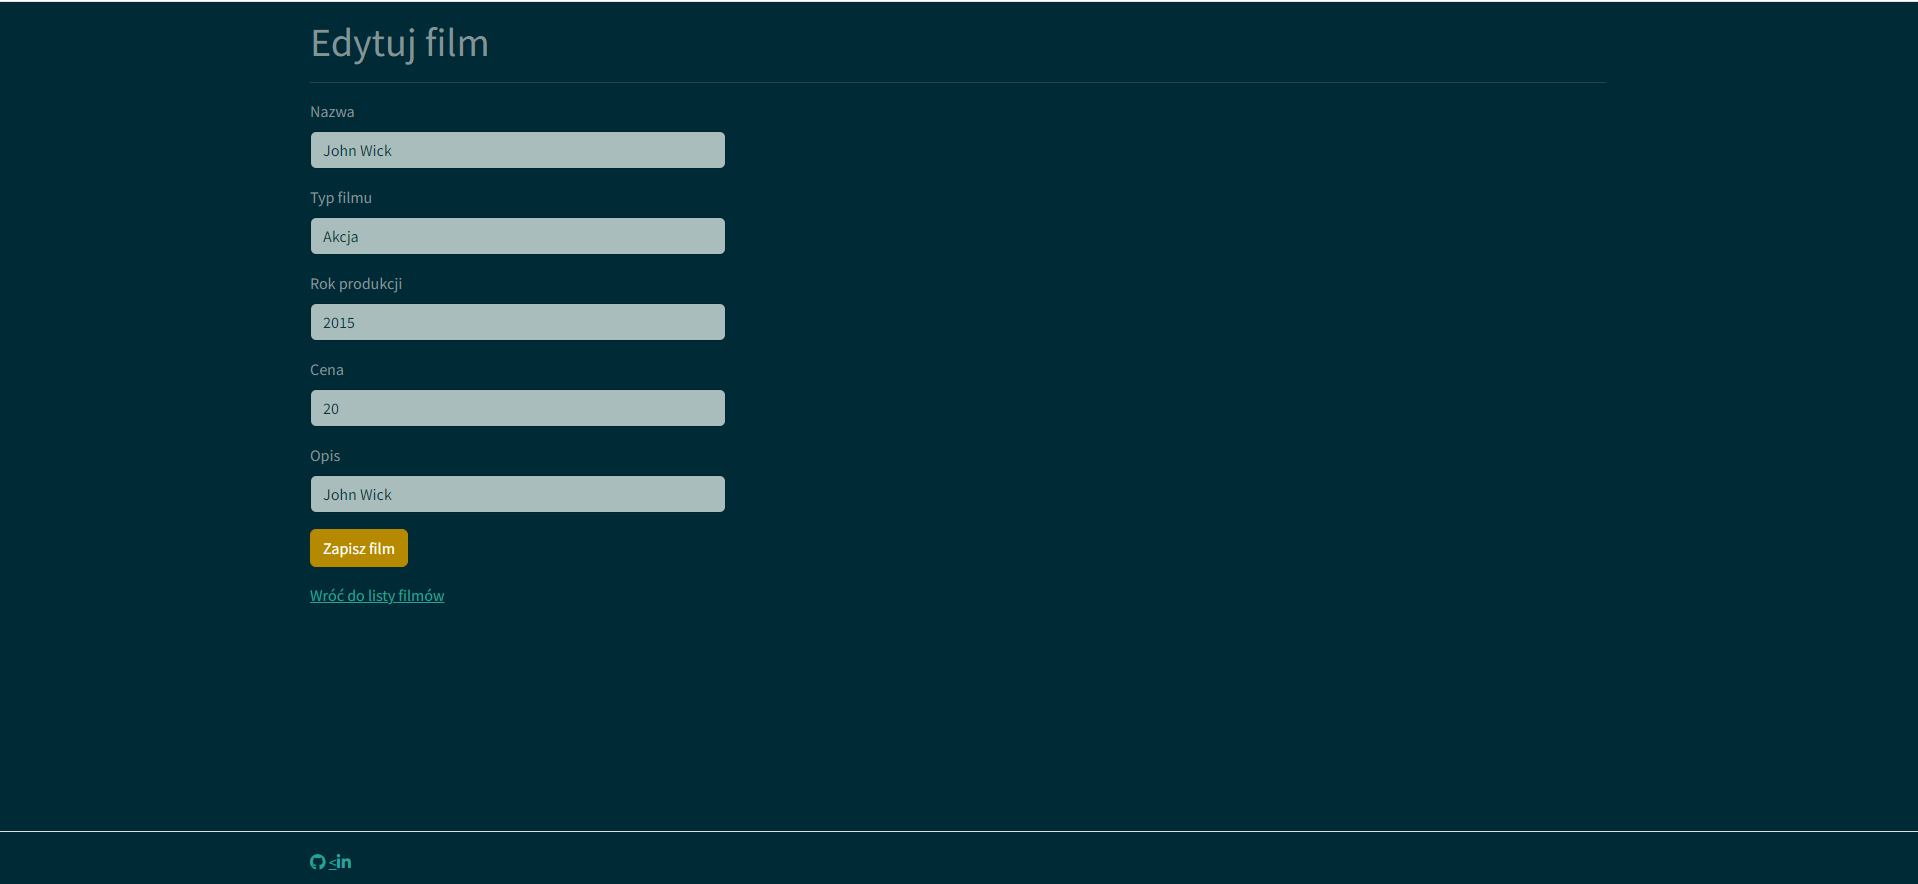 Edytuj film
Nazwa
John Wick
Typ filmu
Akcja
Rok produkcji
2015
Cena
20
Opis
John Wick
Zapisz film
Wróć do listy filmów
<in